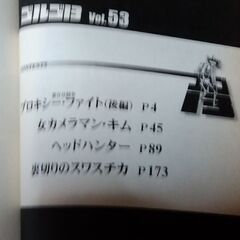 ゴルゴ13 Vol.53
CONTENTS
プロキシー・ファイト(後編) P4
女カメラマン・キム P45
ヘッドハンター P89
裏切りのスワスチカ P173